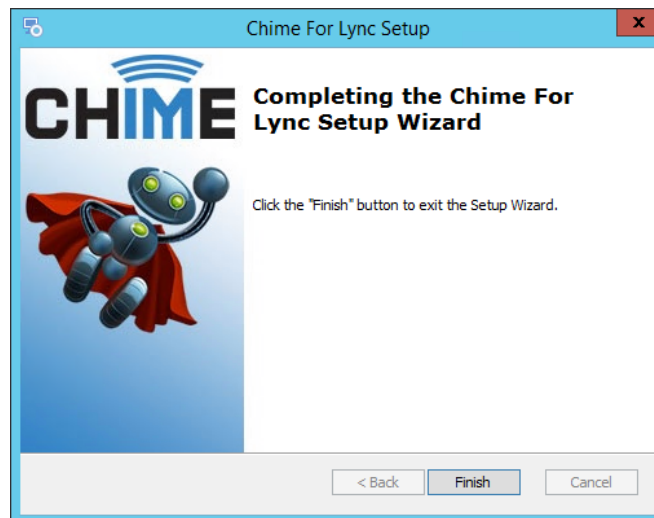 Chime For Lync Setup
x
CHIME
Completing the Chime For
Lync Setup Wizard
Click the "Finish" button to exit the Setup Wizard.
< Back
Finish
Cancel